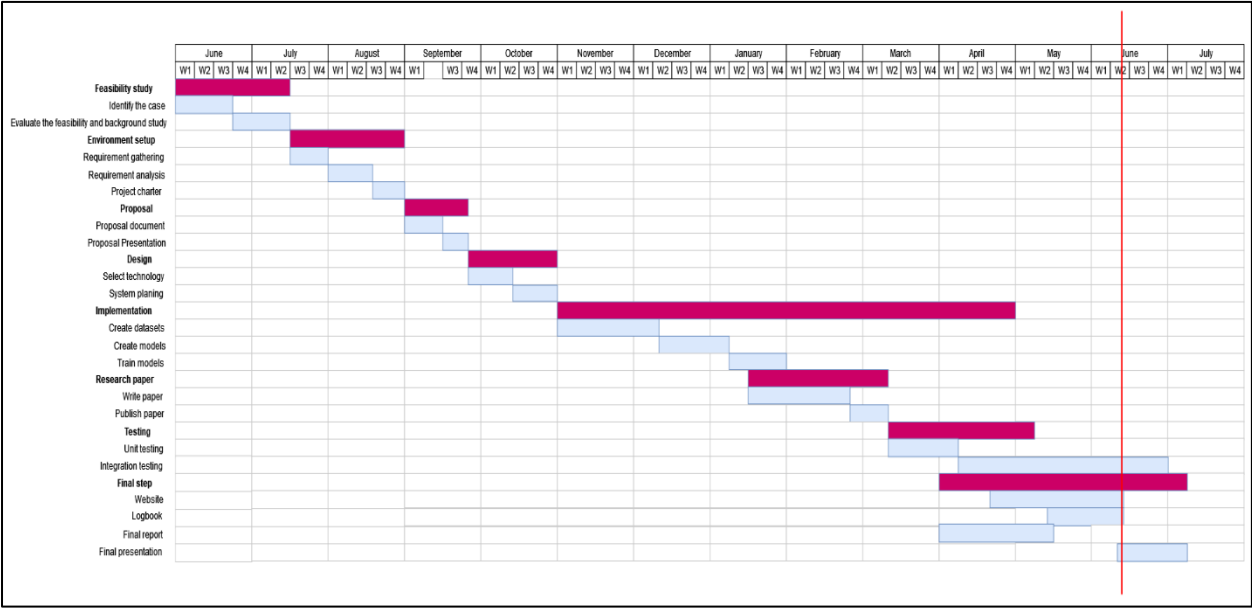 June July August September October November December January February March April May June July
W1 W2 W3 W4 W1 W2 W3 W4 W1 W2 W3 W4 W1 W3 W4 W1 W2 W3 W4 W1 W2 W3 W4 W1 W2 W3 W4 W1 W2 W3 W4 W1 W2 W3 W4 W1 W2 W3 W4 W1 W2 W3 W4 W1 W2 W3 W4 W1 W2 W3 W4 W1 W2 W3 W4
Feasibility study
Identify the case
Evaluate the feasibility and background study
Environment setup
Requirement gathering
Requirement analysis
Project charter
Proposal
Proposal document
Proposal Presentation
Design
Select technology
System planing
Implementation
Create datasets
Create models
Train models
Research paper
Write paper
Publish paper
Testing
Unit testing
Integration testing
Final step
Website
Logbook
Final report
Final presentation